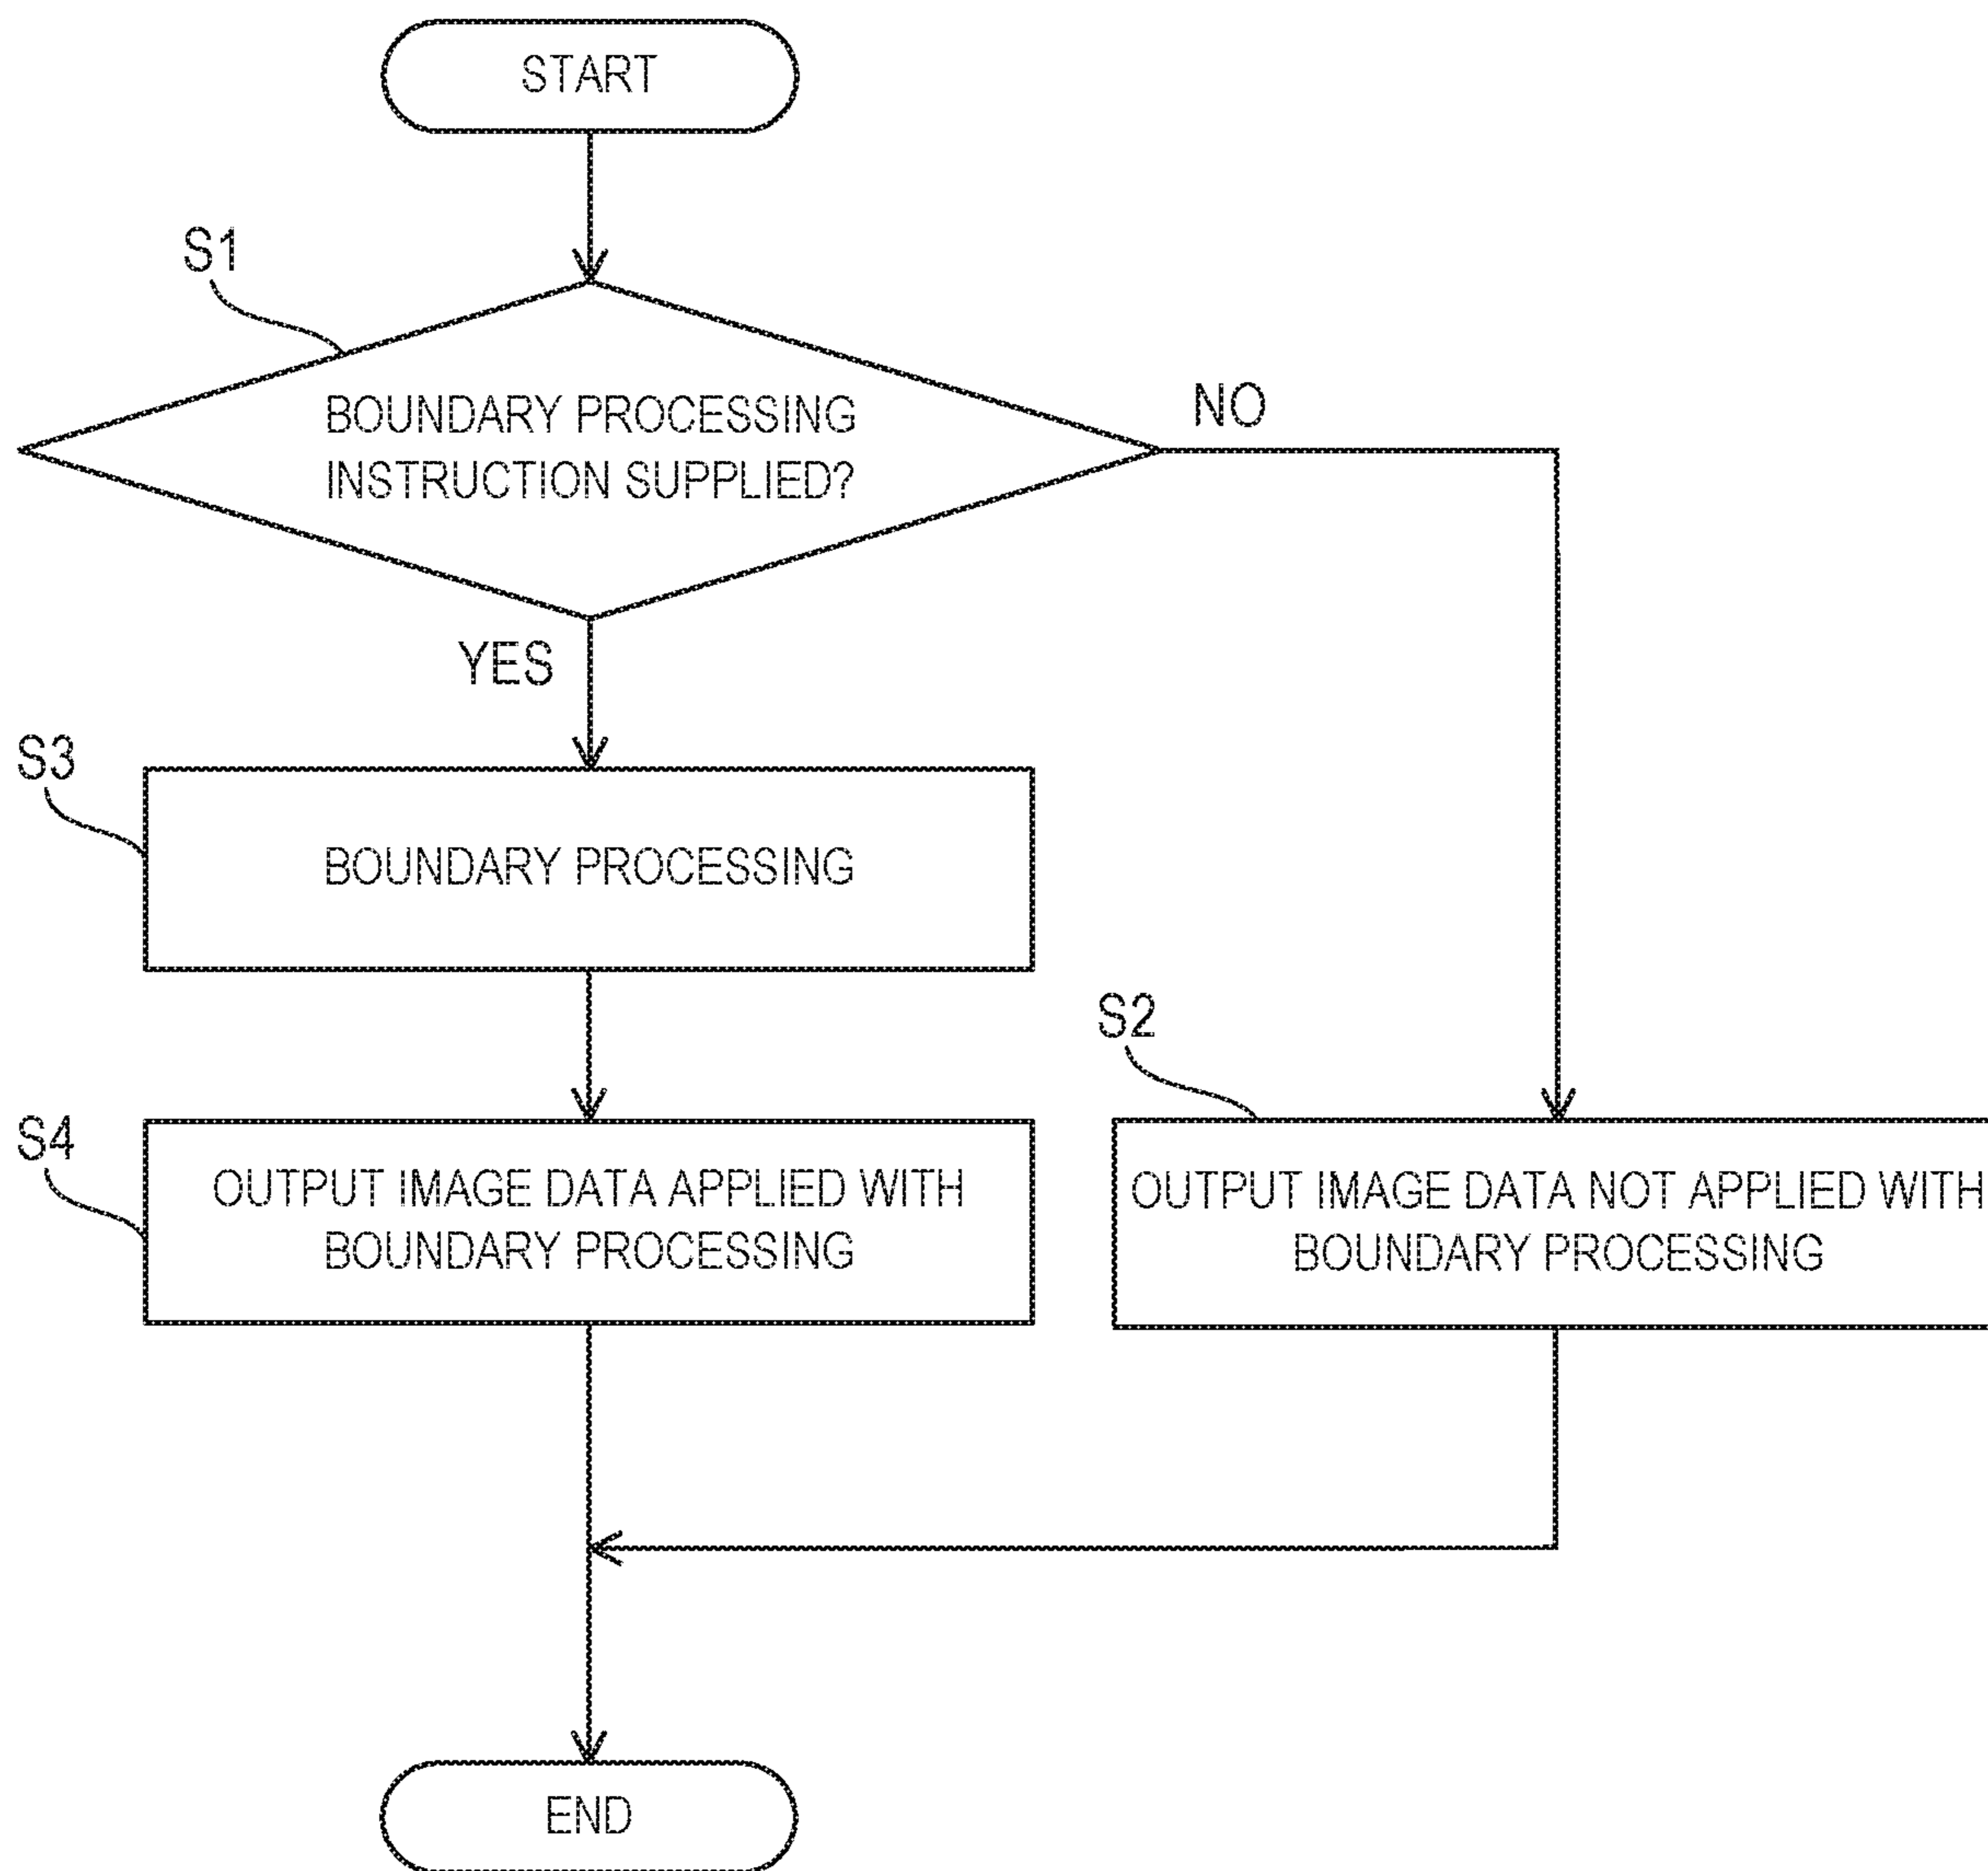 START
S1
BOUNDARY PROCESSING
INSTRUCTION SUPPLIED?
NO
YES
S3
BOUNDARY PROCESSING
S4
OUTPUT IMAGE DATA APPLIED WITH
BOUNDARY PROCESSING
S2
OUTPUT IMAGE DATA NOT APPLIED WITH
BOUNDARY PROCESSING
END